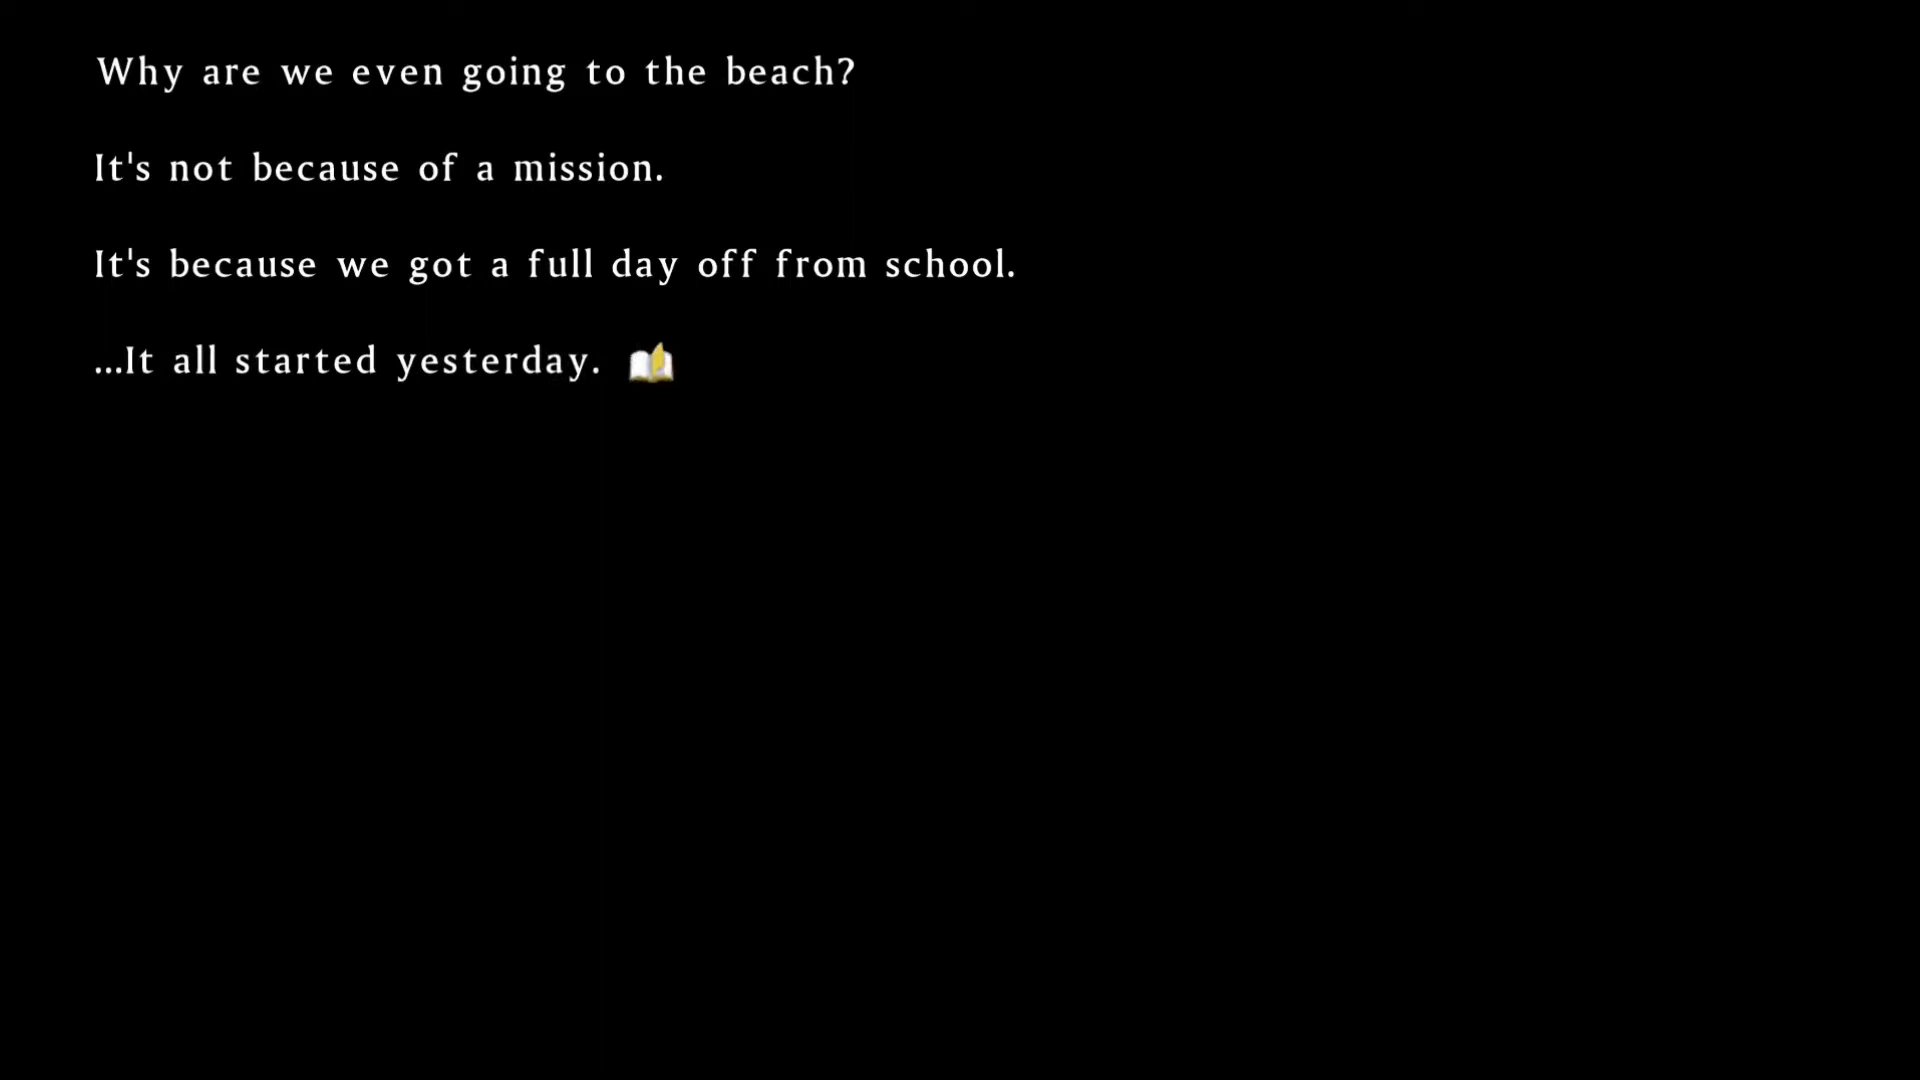 Why are we even going to the beach?
It's not because of a mission.
It's because we got a full day off from school.
...It all started yesterday.